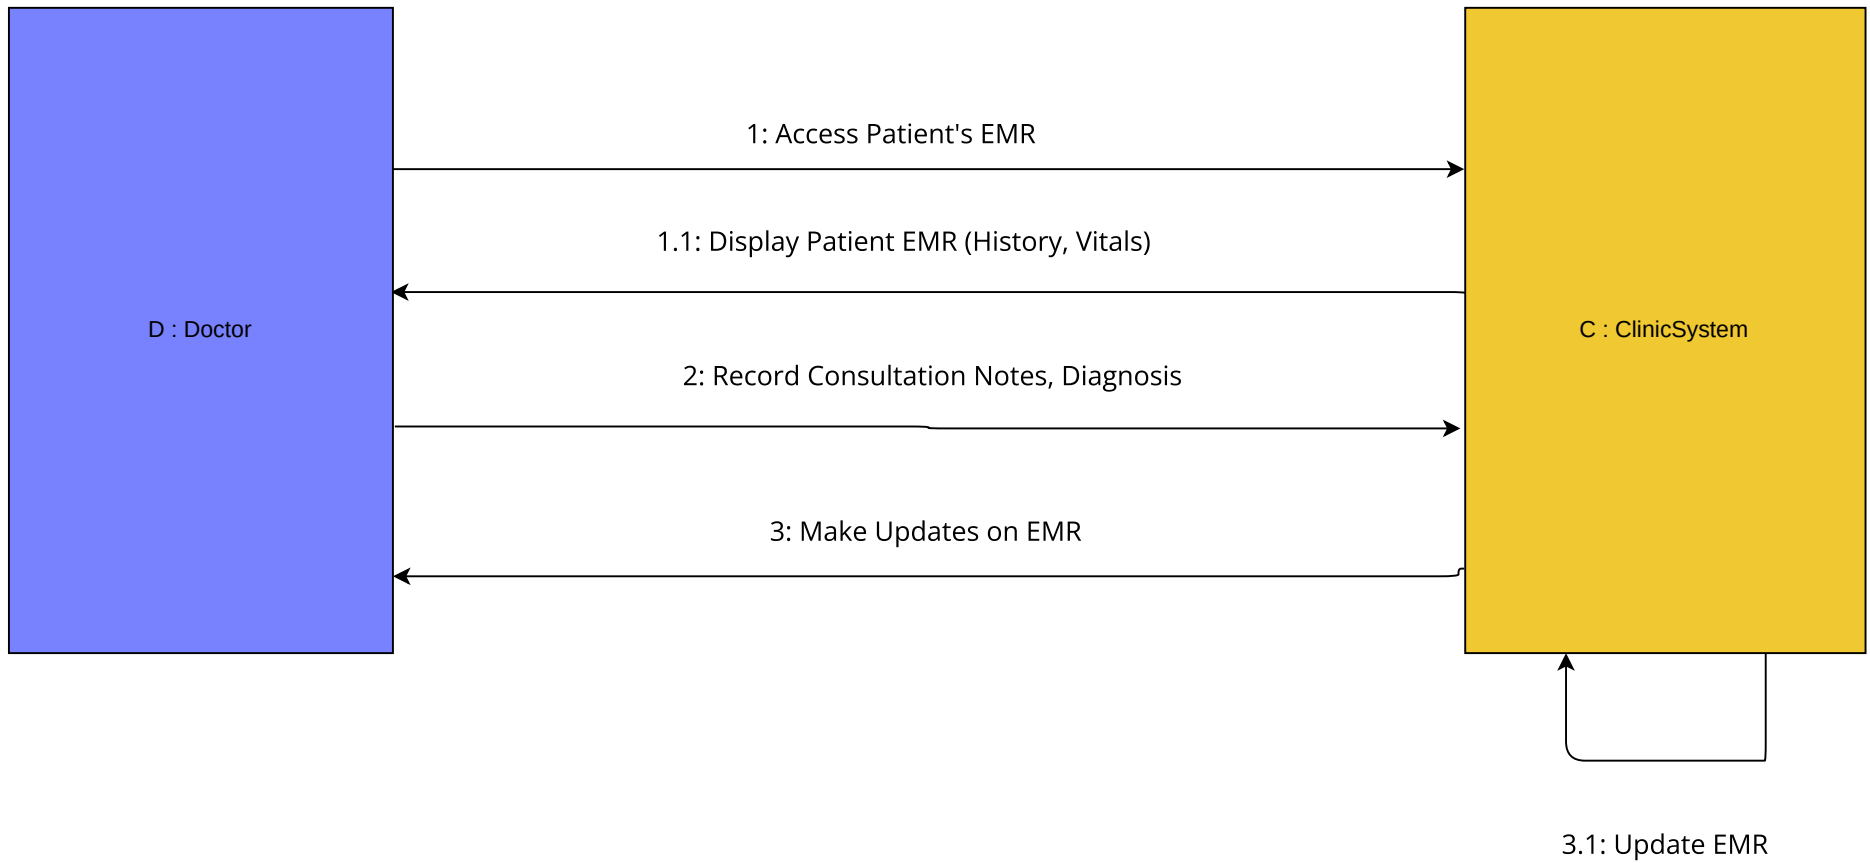 1: Access Patient's EMR
1.1: Display Patient EMR (History, Vitals)
D : Doctor
C : ClinicSystem
2: Record Consultation Notes, Diagnosis
3: Make Updates on EMR
3.1: Update EMR